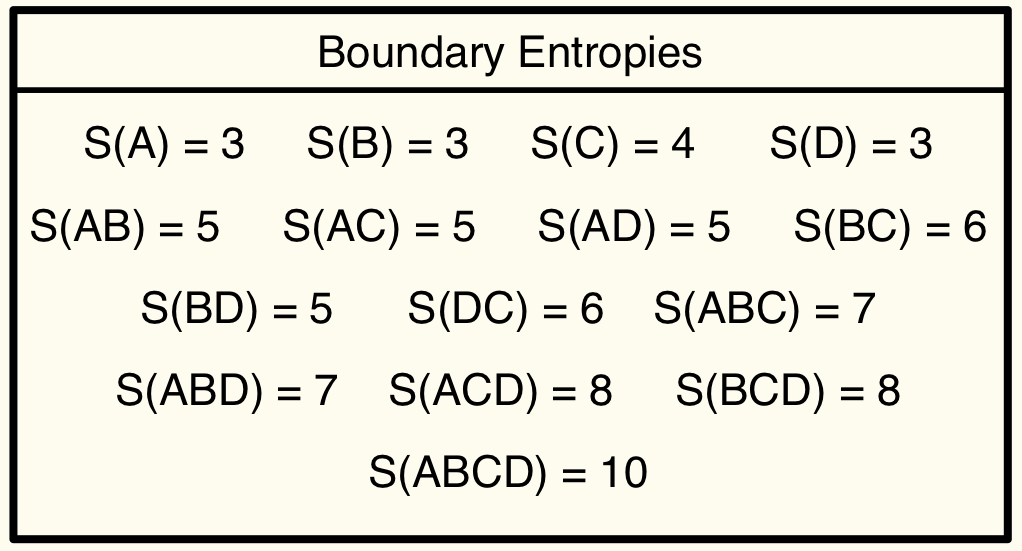 Boundary Entropies
S(A) = 3 S(B) = 3 S(C) = 4 S(D) = 3
S(AB) = 5 S(AC) = 5 S(AD) = 5 S(BC) = 6
S(BD) = 5 S(DC) = 6 S(ABC) = 7
S(ABD) = 7 S(ACD) = 8 S(BCD) = 8
S(ABCD) = 10